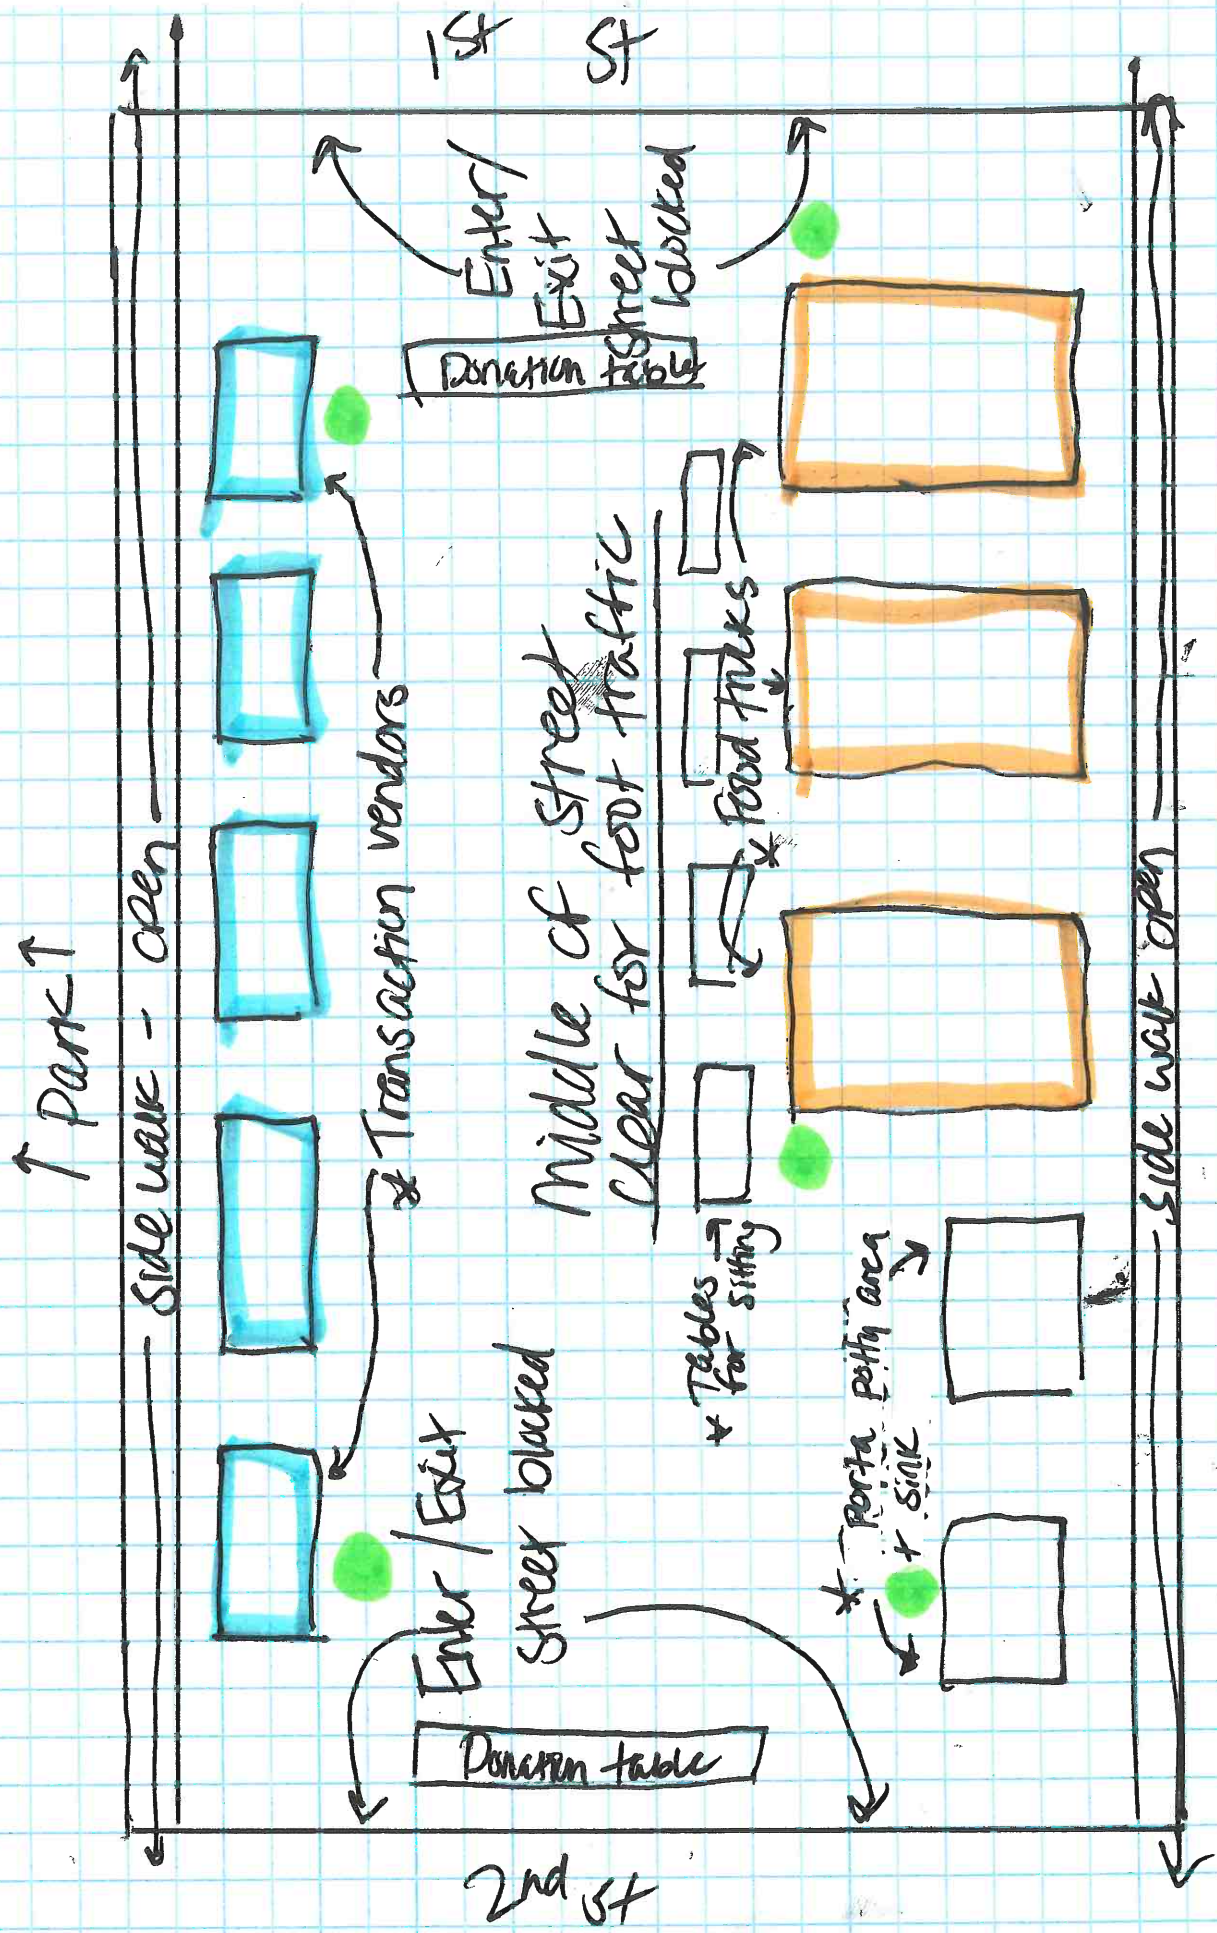 ↑ Park ↑
Side walk - open
* Transaction vendors
2nd St
Donation table
Enter / Exit
Street blocked
Middle of Street
Clear for foot traffic
Donation table
Enter/
Exit
Street
blocked
1st
St
* Tables
for sitting
* Food trucks
* Porta potty area
+ sink
Side walk open